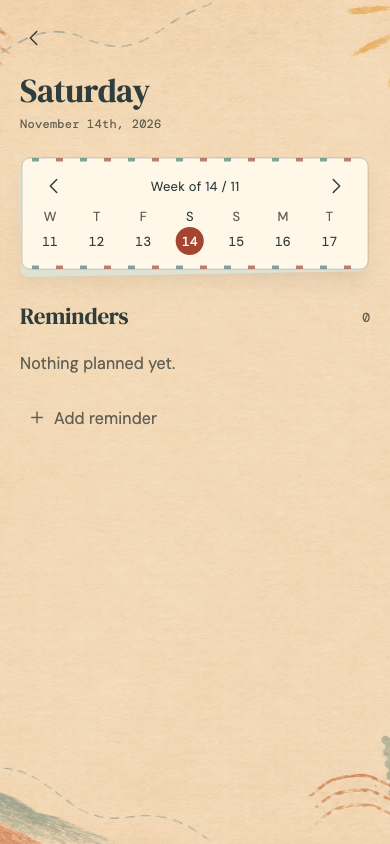 Saturday
November 14th, 2026
Week of 14 / 11
W T F S S M T
11 12 13 14 15 16 17
Reminders 0
Nothing planned yet.
+ Add reminder